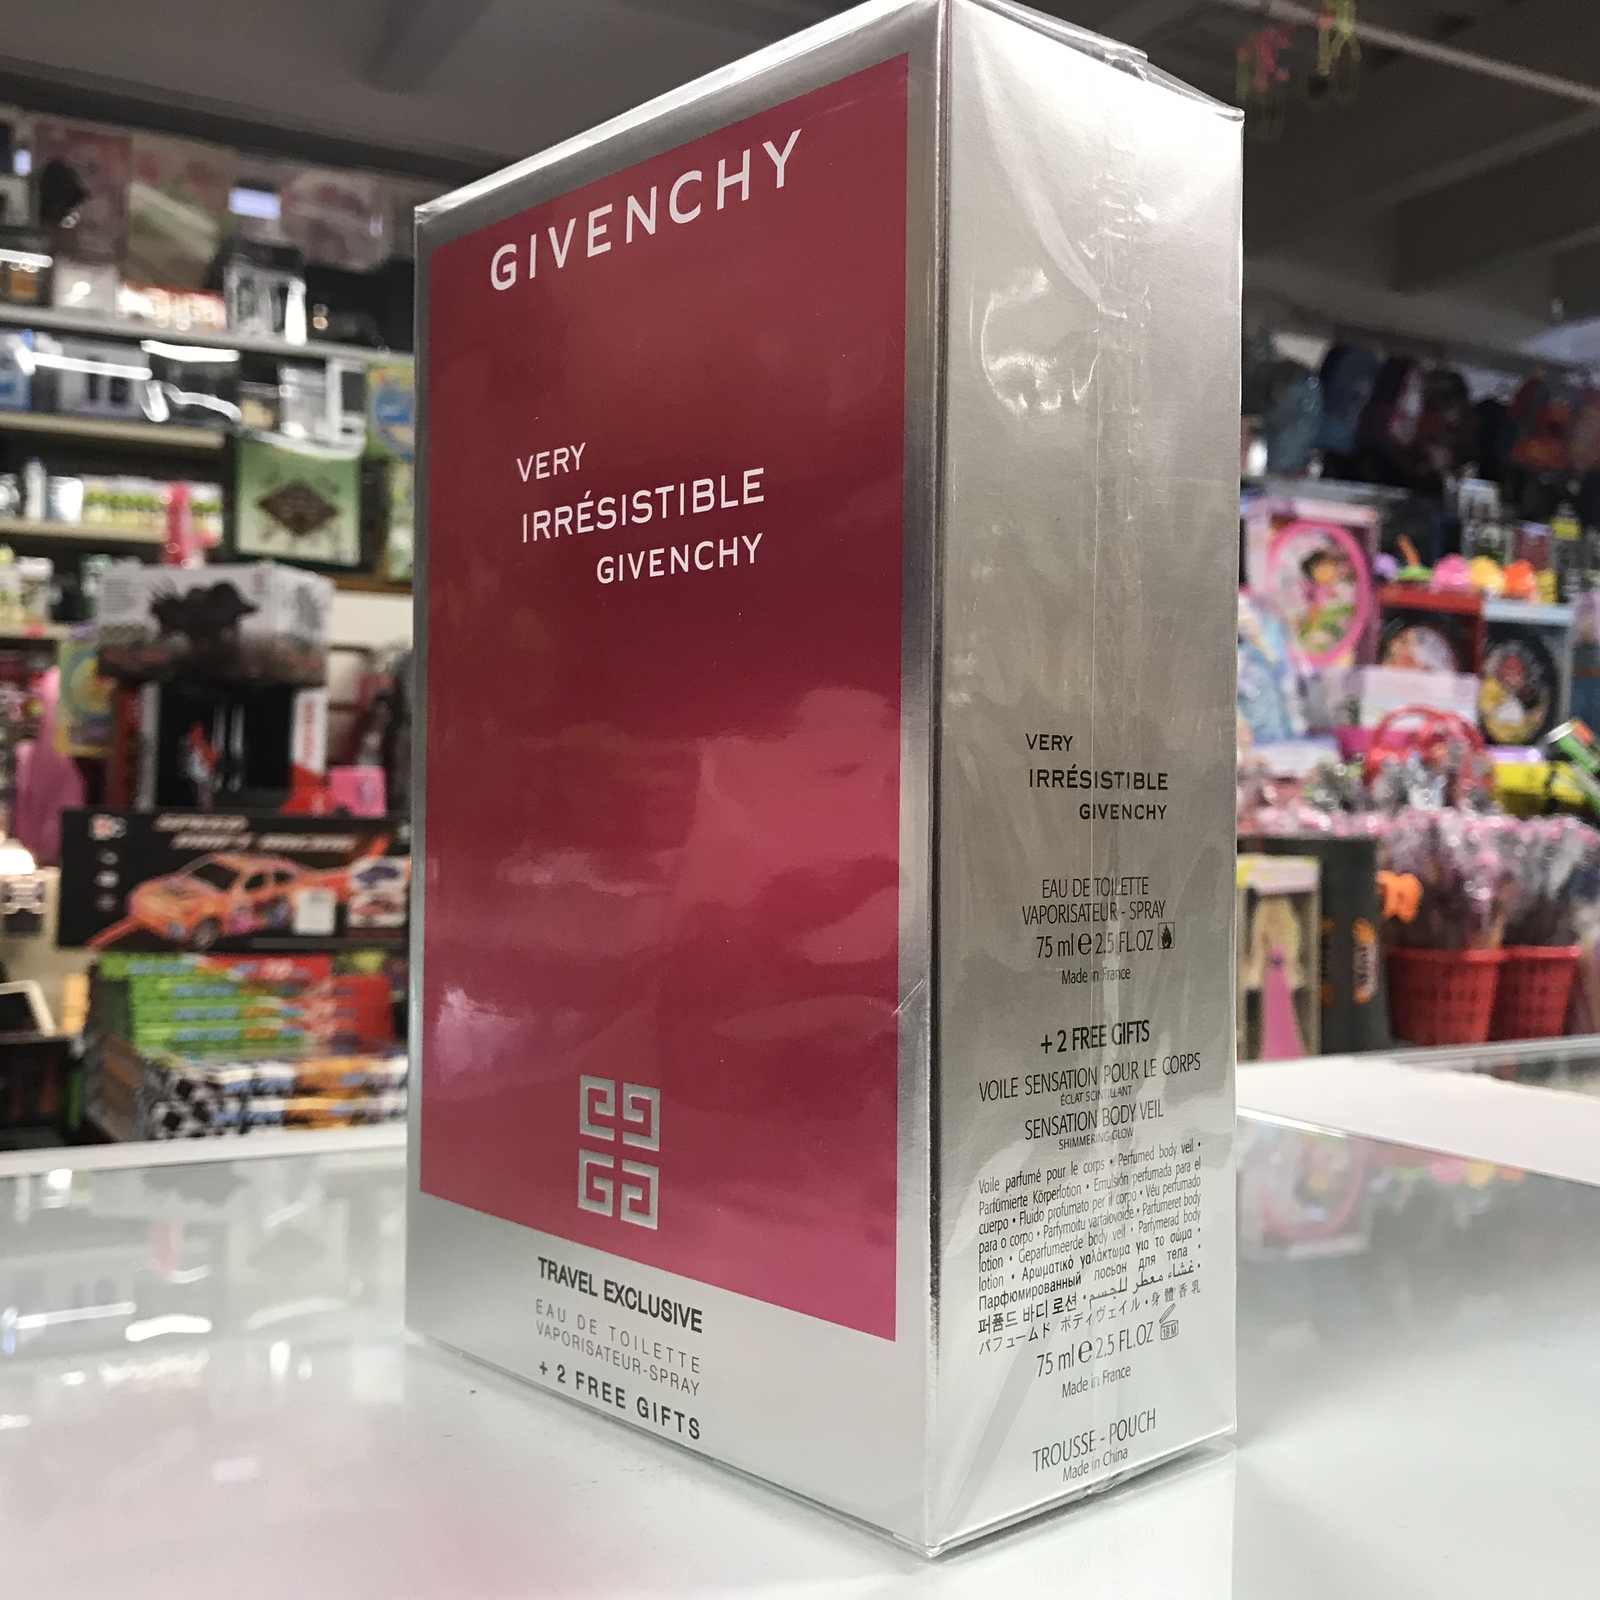 GIVENCHY
VERY
IRRÉSISTIBLE
GIVENCHY
TRAVEL EXCLUSIVE
EAU DE TOILETTE
VAPORISATEUR-SPRAY
+ 2 FREE GIFTS
VERY
IRRÉSISTIBLE
GIVENCHY
EAU DE TOILETTE
VAPORISATEUR - SPRAY
75 ml e 2.5 FL.OZ
Made in France
+ 2 FREE GIFTS
VOILE SENSATION POUR LE CORPS
ÉCLAT SCINTILLANT
SENSATION BODY VEIL
SHIMMERING GLOW
Voile parfumé pour le corps • Perfumed body veil •
Parfümierte Körperlotion • Emulsión perfumada para el
cuerpo • Fluido profumato per il corpo • Véu perfumado
para o corpo • Parfymoitu vartalovoide • Parfumeret body
lotion • Geparfumeerde body veil • Parfymerad body
lotion • Αρωματικό γαλάκτωμα για το σώμα •
Парфюмированный лосьон для тела •
퍼퓸드 바디 로션 • غشاء معطر للجسم •
パフュームド ボディヴェイル • 身體香乳
75 ml e 2.5 FL.OZ 18M
Made in France
TROUSSE - POUCH
Made in China